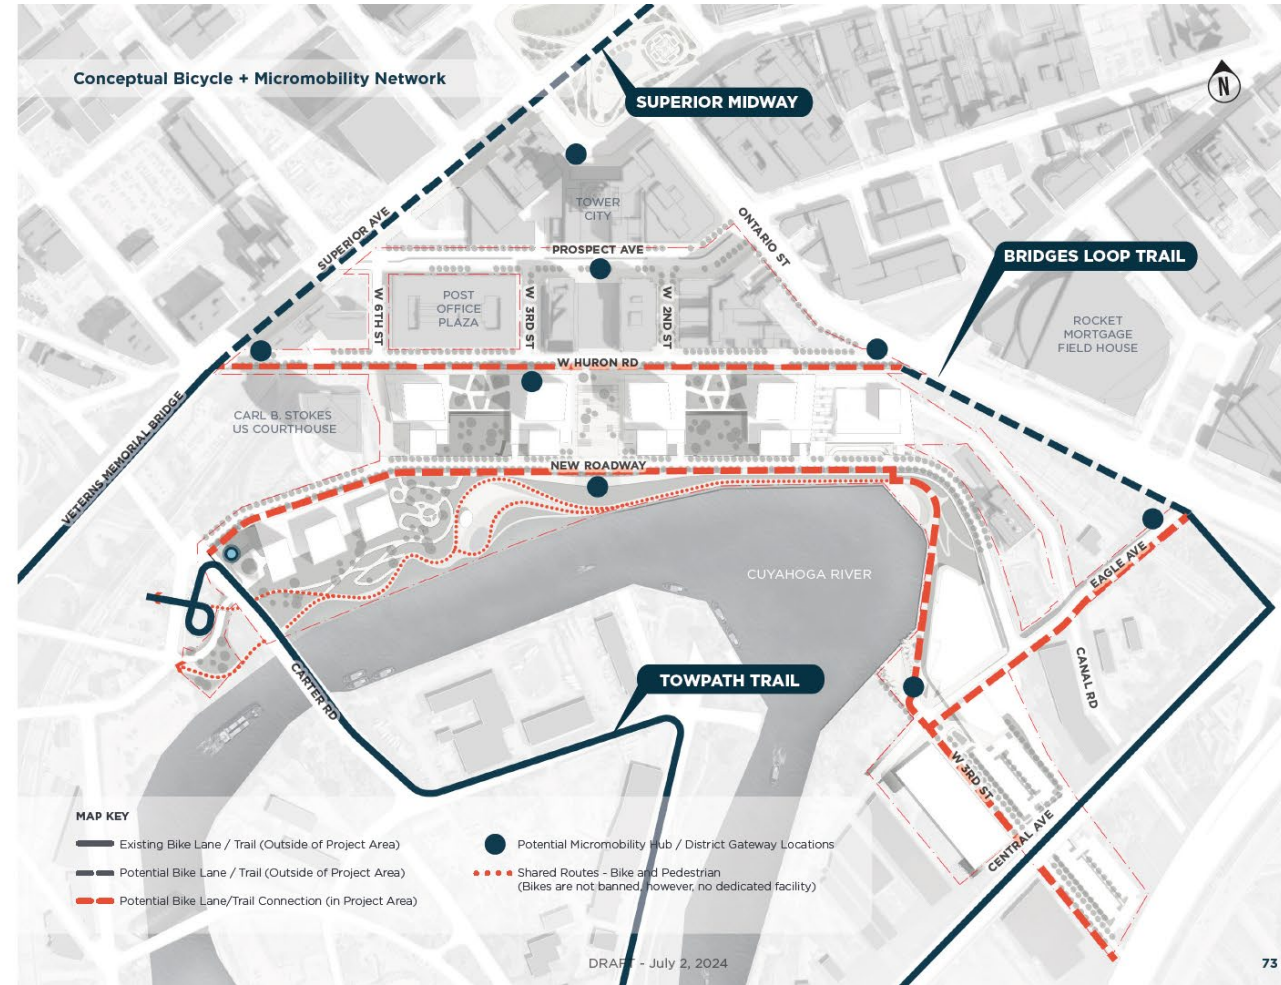 Conceptual Bicycle + Micromobility Network
N
SUPERIOR MIDWAY
TOWER
CITY
SUPERIOR AVE
ONTARIO ST
PROSPECT AVE
BRIDGES LOOP TRAIL
W 6TH ST
POST
OFFICE
PLAZA
W 3RD ST
W 2ND ST
ROCKET
MORTGAGE
FIELD HOUSE
W HURON RD
VETERNS MEMORIAL BRIDGE
CARL B. STOKES
US COURTHOUSE
NEW ROADWAY
CUYAHOGA RIVER
EAGLE AVE
CANAL RD
CARTER RD
TOWPATH TRAIL
W 3RD ST
CENTRAL AVE
MAP KEY
Existing Bike Lane / Trail (Outside of Project Area)
Potential Bike Lane / Trail (Outside of Project Area)
Potential Bike Lane/Trail Connection (in Project Area)
Potential Micromobility Hub / District Gateway Locations
Shared Routes - Bike and Pedestrian
(Bikes are not banned, however, no dedicated facility)
DRAFT - July 2, 2024
73